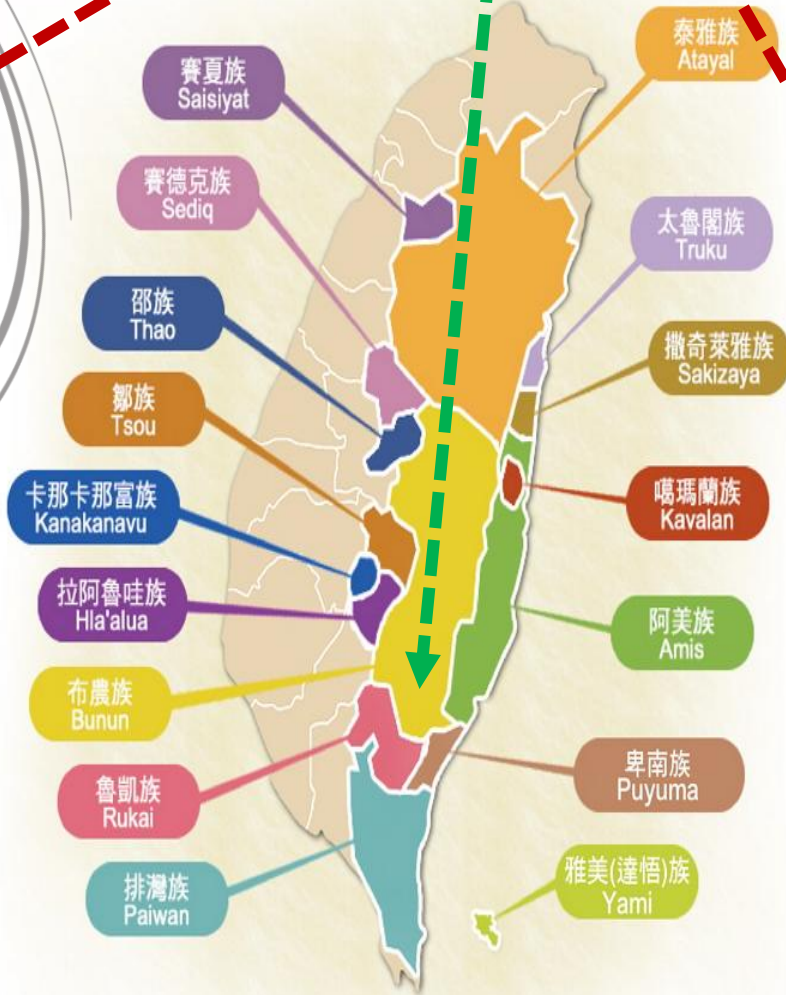 泰雅族
Atayal
賽夏族
Saisiyat
賽德克族
Sediq
太魯閣族
Truku
邵族
Thao
撒奇萊雅族
Sakizaya
鄒族
Tsou
卡那卡那富族
Kanakanavu
噶瑪蘭族
Kavalan
拉阿魯哇族
Hla'alua
阿美族
Amis
布農族
Bunun
卑南族
Puyuma
魯凱族
Rukai
排灣族
Paiwan
雅美(達悟)族
Yami